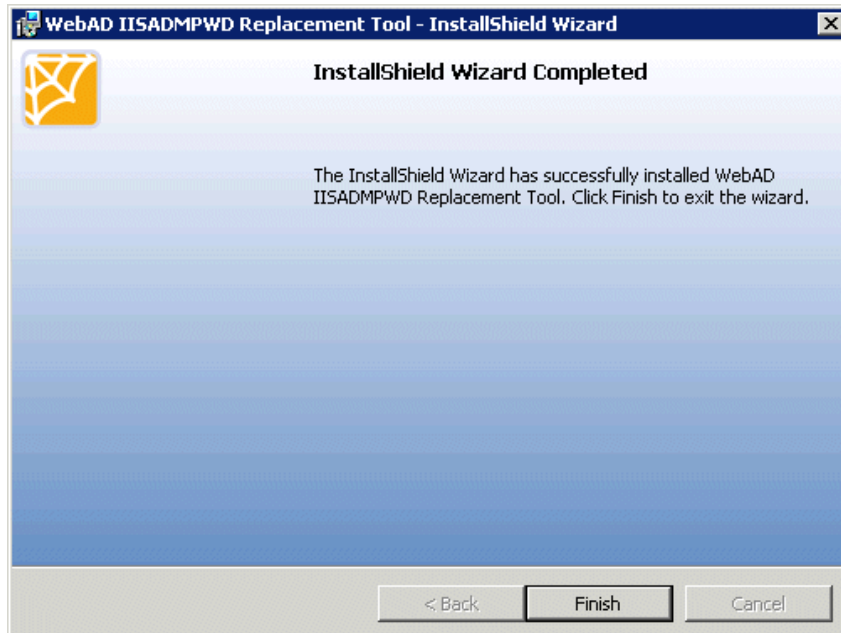 WebAD IISADMPWD Replacement Tool - InstallShield Wizard
InstallShield Wizard Completed
The InstallShield Wizard has successfully installed WebAD
IISADMPWD Replacement Tool. Click Finish to exit the wizard.
< Back
Finish
Cancel